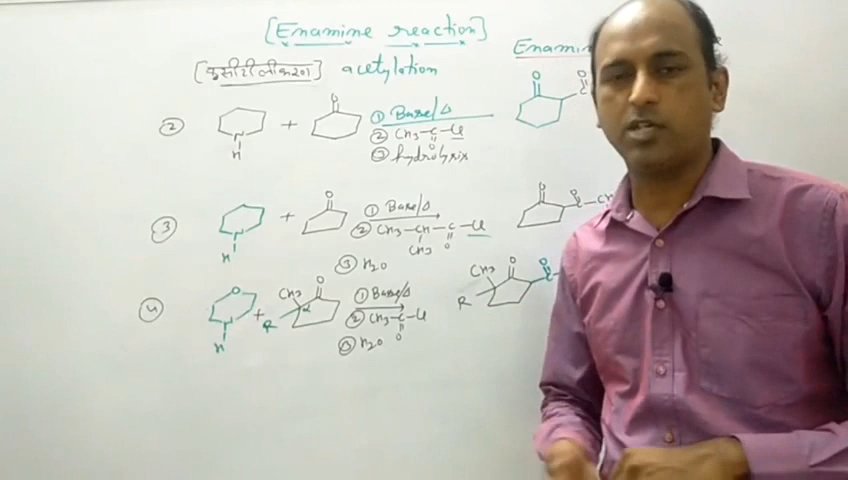 [Enamine reaction]
Enamin
[एसीटीलीकरण] acetylation
② N H + O ① Base/Δ O O C
② CH3-C-Cl O
③ hydrolysis
③ N H + O ① Base/Δ O O C-CH
② CH3-CH-C-Cl CH3 O
③ H2O
④ O N H + R CH3 O α ① Base/Δ CH3 R O O C
② CH3-C-Cl O
③ H2O